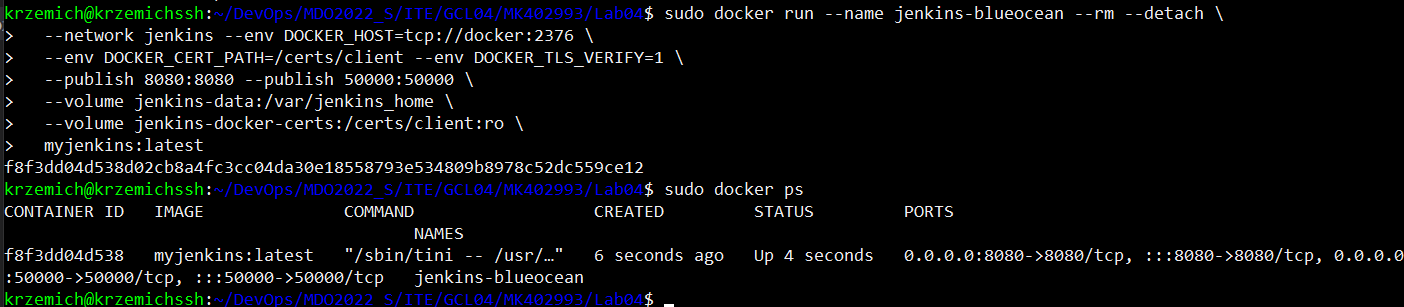 krzemich@krzemichssh:~/DevOps/MDO2022_S/ITE/GCL04/MK402993/Lab04$ sudo docker run --name jenkins-blueocean --rm --detach \
>   --network jenkins --env DOCKER_HOST=tcp://docker:2376 \
>   --env DOCKER_CERT_PATH=/certs/client --env DOCKER_TLS_VERIFY=1 \
>   --publish 8080:8080 --publish 50000:50000 \
>   --volume jenkins-data:/var/jenkins_home \
>   --volume jenkins-docker-certs:/certs/client:ro \
>   myjenkins:latest
f8f3dd04d538d02cb8a4fc3cc04da30e18558793e534809b8978c52dc559ce12
krzemich@krzemichssh:~/DevOps/MDO2022_S/ITE/GCL04/MK402993/Lab04$ sudo docker ps
CONTAINER ID   IMAGE              COMMAND                  CREATED         STATUS         PORTS
                                       NAMES
f8f3dd04d538   myjenkins:latest   "/sbin/tini -- /usr/…"   6 seconds ago   Up 4 seconds   0.0.0.0:8080->8080/tcp, :::8080->8080/tcp, 0.0.0.0
:50000->50000/tcp, :::50000->50000/tcp   jenkins-blueocean
krzemich@krzemichssh:~/DevOps/MDO2022_S/ITE/GCL04/MK402993/Lab04$